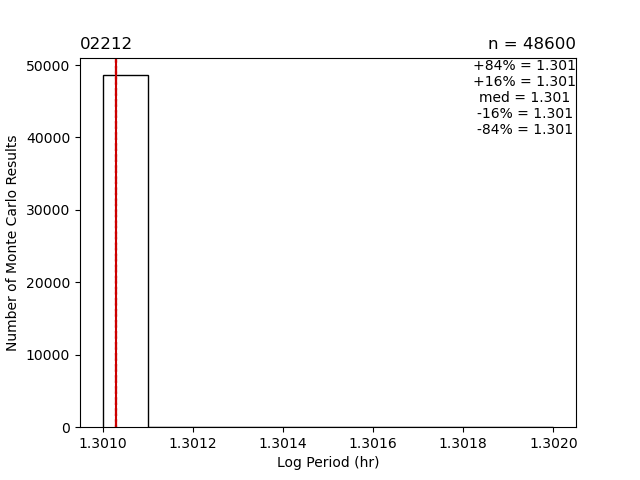 02212
n = 48600
+84% = 1.301
+16% = 1.301
med = 1.301
-16% = 1.301
-84% = 1.301
Number of Monte Carlo Results
50000
40000
30000
20000
10000
0
1.3010 1.3012 1.3014 1.3016 1.3018 1.3020
Log Period (hr)